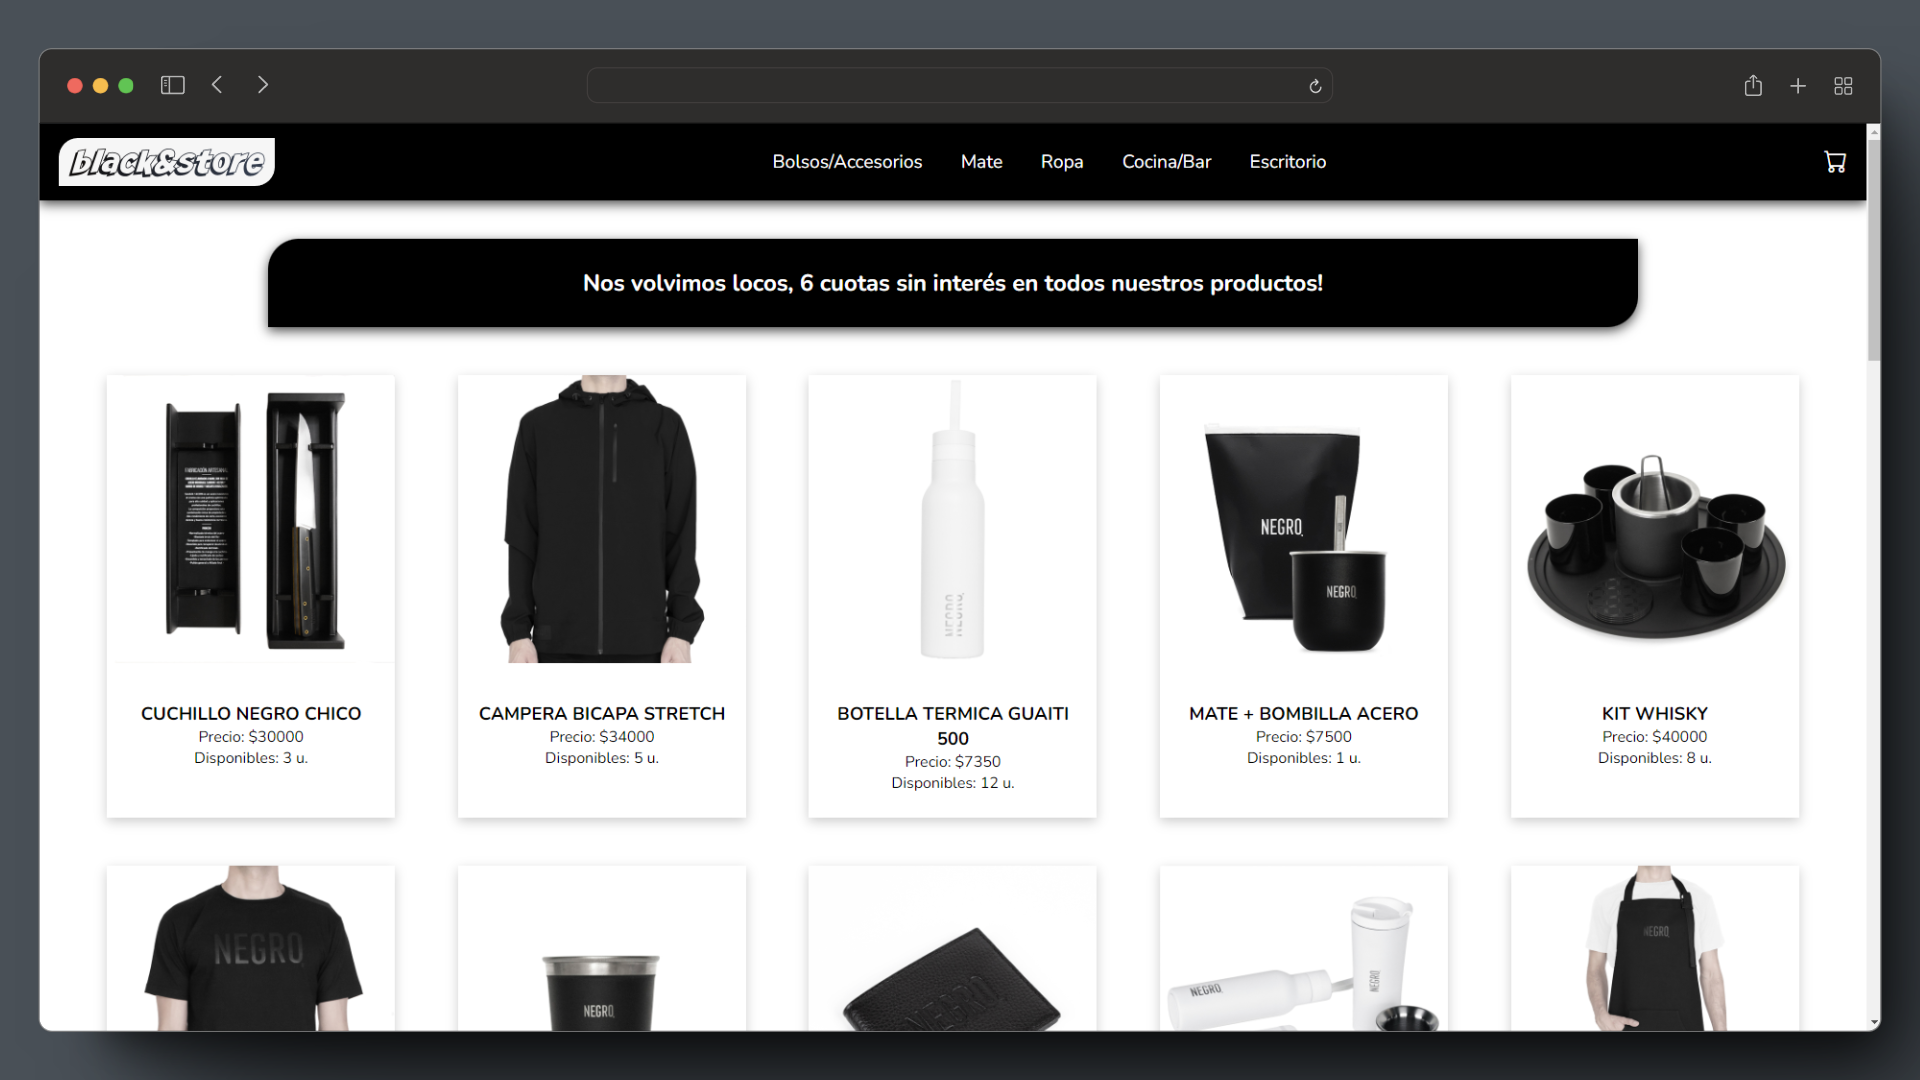 black&store
Bolsos/Accesorios Mate Ropa Cocina/Bar Escritorio
Nos volvimos locos, 6 cuotas sin interés en todos nuestros productos!
NEGRO
NEGRO
NEGRO
CUCHILLO NEGRO CHICO
Precio: $30000
Disponibles: 3 u.
CAMPERA BICAPA STRETCH
Precio: $34000
Disponibles: 5 u.
BOTELLA TERMICA GUAITI
500
Precio: $7350
Disponibles: 12 u.
MATE + BOMBILLA ACERO
Precio: $7500
Disponibles: 1 u.
KIT WHISKY
Precio: $40000
Disponibles: 8 u.
NEGRO
NEGRO
NEGRO
NEGRO
NEGRO
NEGRO